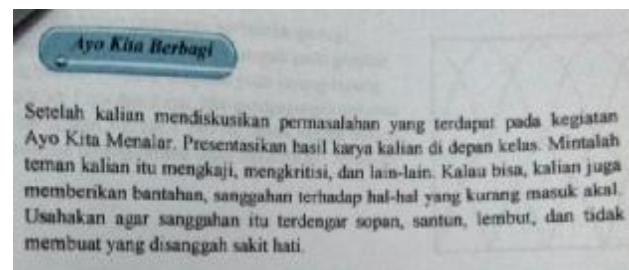 Ayo Kita Berbagi
Setelah kalian mendiskusikan permasalahan yang terdapat pada kegiatan
Ayo Kita Menalar. Presentasikan hasil karya kalian di depan kelas. Mintalah
teman kalian itu mengkaji, mengkritisi, dan lain-lain. Kalau bisa, kalian juga
memberikan bantahan, sanggahan terhadap hal-hal yang kurang masuk akal.
Usahakan agar sanggahan itu terdengar sopan, santun, lembut, dan tidak
membuat yang disanggah sakit hati.